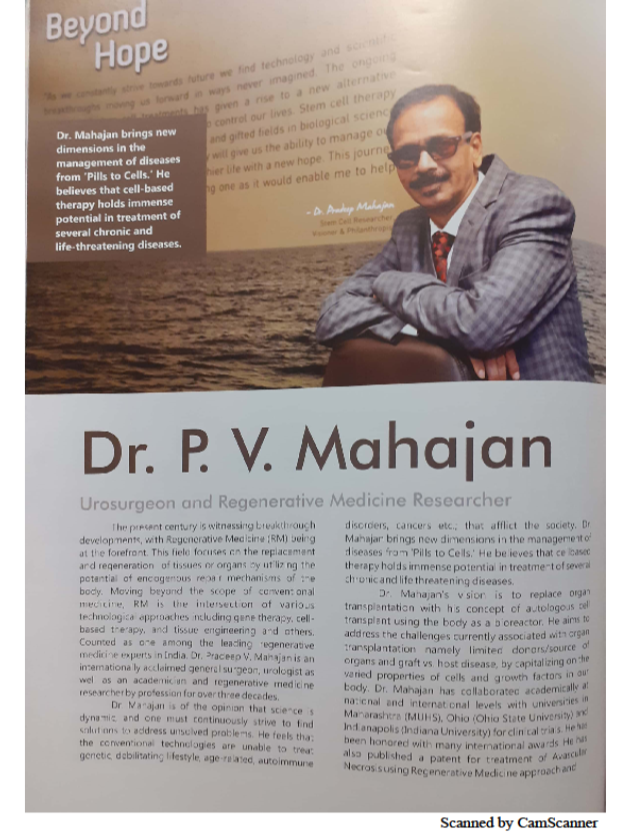 Beyond
Hope
"As we constantly strive towards future we find technology and scientific
breakthroughs moving us forward in ways never imagined. The ongoing
treatments has given a rise to a new alternative
control our lives. Stem cell therapy
and gifted fields in biological science
will give us the ability to manage
life with a new hope. This journey
one as it would enable me to help
- Dr. Pradeep Mahajan
Stem Cell Researcher,
Visioner & Philanthropist
Dr. Mahajan brings new
dimensions in the
management of diseases
from 'Pills to Cells.' He
believes that cell-based
therapy holds immense
potential in treatment of
several chronic and
life-threatening diseases.
Dr. P. V. Mahajan
Urosurgeon and Regenerative Medicine Researcher
The present century is witnessing breakthrough
developments, with Regenerative Medicine (RM) being
at the forefront. This field focuses on the replacement
and regeneration of tissues or organs by utilizing the
potential of endogenous repair mechanisms of the
body. Moving beyond the scope of conventional
medicine, RM is the intersection of various
technological approaches including gene therapy, cell-
based therapy, and tissue engineering and others.
Counted as one among the leading regenerative
medicine experts in India, Dr. Pradeep V. Mahajan is an
internationally acclaimed general surgeon, urologist as
well as an academician and regenerative medicine
researcher by profession for over three decades.
Dr. Mahajan is of the opinion that science is
dynamic and one must continuously strive to find
solutions to address unsolved problems. He feels that
the conventional technologies are unable to treat
genetic, debilitating lifestyle, age-related, autoimmune
disorders, cancers etc.; that afflict the society. Dr
Mahajan brings new dimensions in the management of
diseases from 'Pills to Cells.' He believes that cell based
therapy holds immense potential in treatment of several
chronic and life threatening diseases.
Dr. Mahajan's vision is to replace organ
transplantation with his concept of autologous cell
transplant using the body as a bioreactor. He aims to
address the challenges currently associated with organ
transplantation namely limited donors/source of
organs and graft vs. host disease, by capitalizing on the
varied properties of cells and growth factors in our
body. Dr. Mahajan has collaborated academically at
national and international levels with universities in
Maharashtra (MUHS), Ohio (Ohio State University) and
Indianapolis (Indiana University) for clinical trials. He has
been honored with many international awards. He has
also published a patent for treatment of Avascular
Necrosis using Regenerative Medicine approach and
Scanned by CamScanner